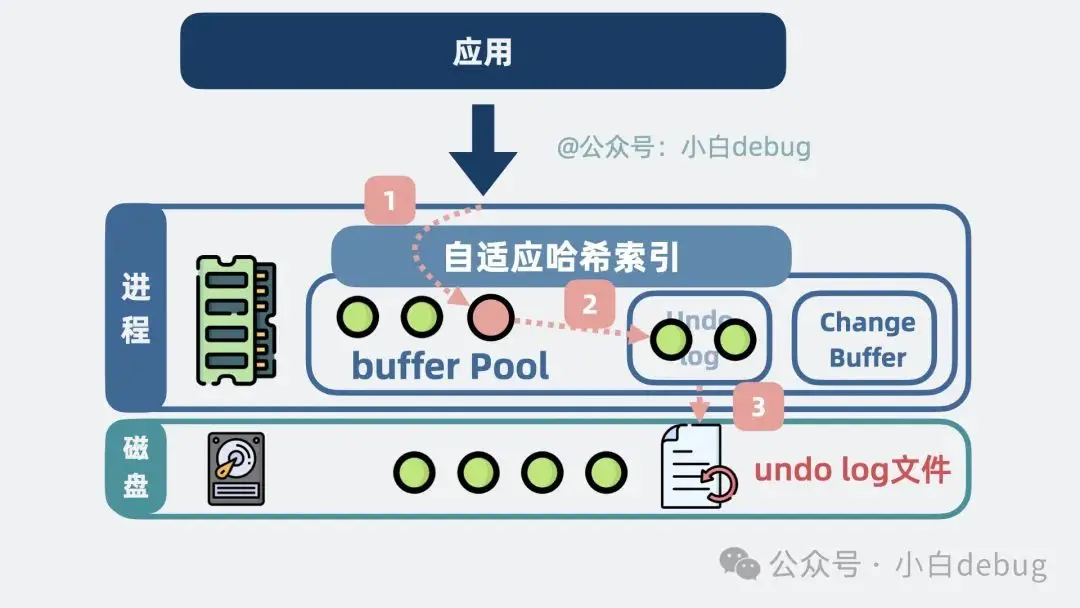 应用
@公众号：小白debug
1
自适应哈希索引
进程
2
Undo
log
Change
Buffer
buffer Pool
3
磁盘
undo log文件
公众号 · 小白debug